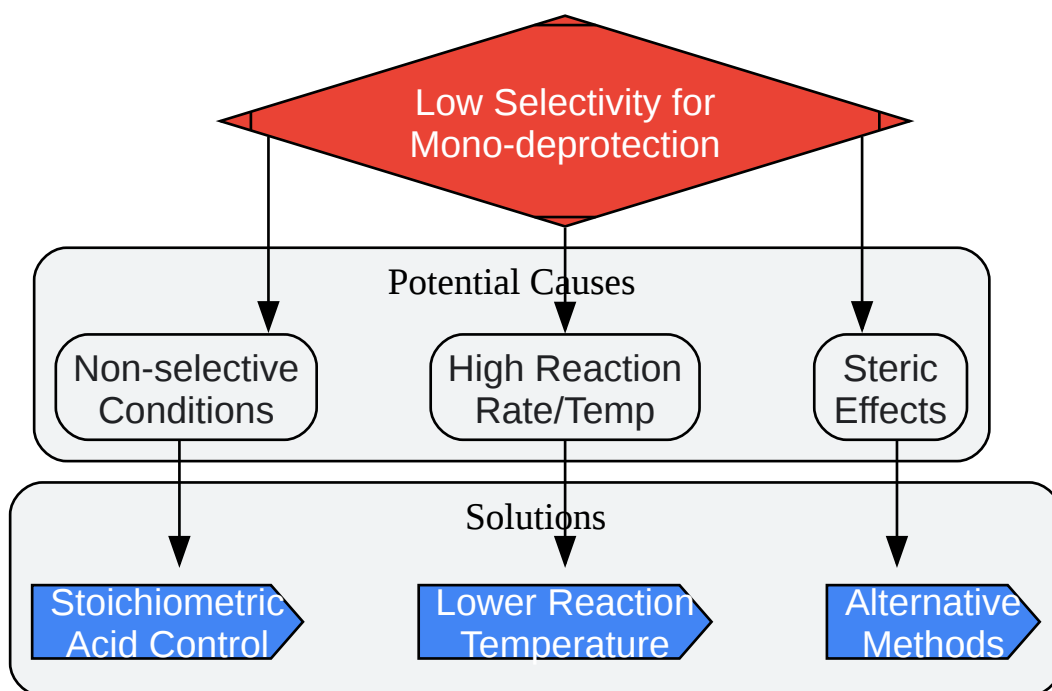 Low Selectivity for
Mono-deprotection
Potential Causes
Non-selective
Conditions
High Reaction
Rate/Temp
Steric
Effects
Solutions
Stoichiometric
Acid Control
Lower Reaction
Temperature
Alternative
Methods